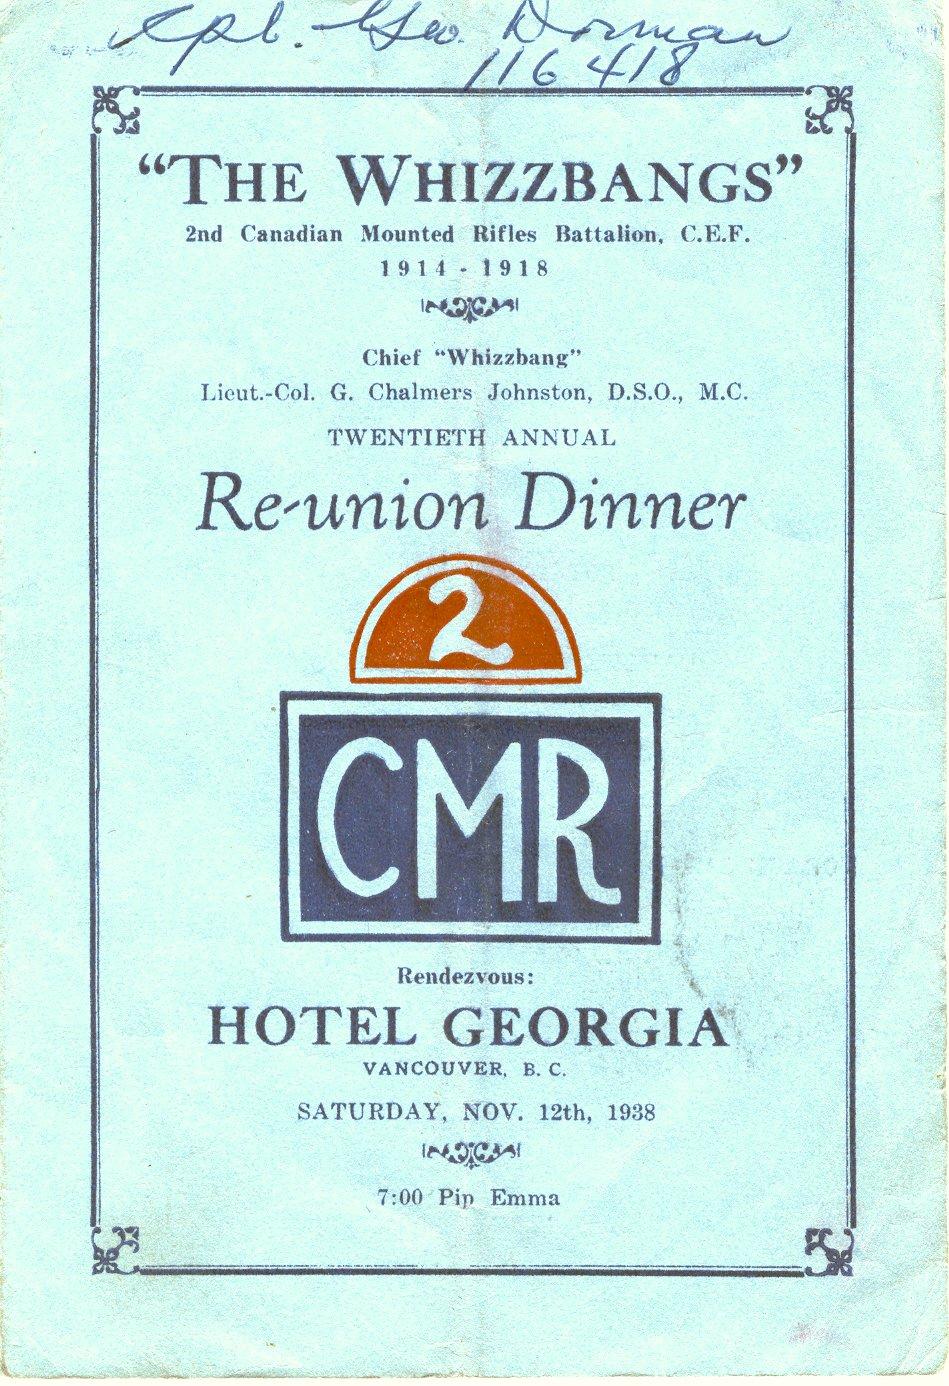 Cpl. Geo. Dorman
116418
“THE WHIZZBANGS”
2nd Canadian Mounted Rifles Battalion, C.E.F.
1914 - 1918
Chief “Whizzbang”
Lieut.-Col. G. Chalmers Johnston, D.S.O., M.C.
TWENTIETH ANNUAL
Re-union Dinner
2
CMR
Rendezvous:
HOTEL GEORGIA
VANCOUVER, B. C.
SATURDAY, NOV. 12th, 1938
7:00 Pip Emma